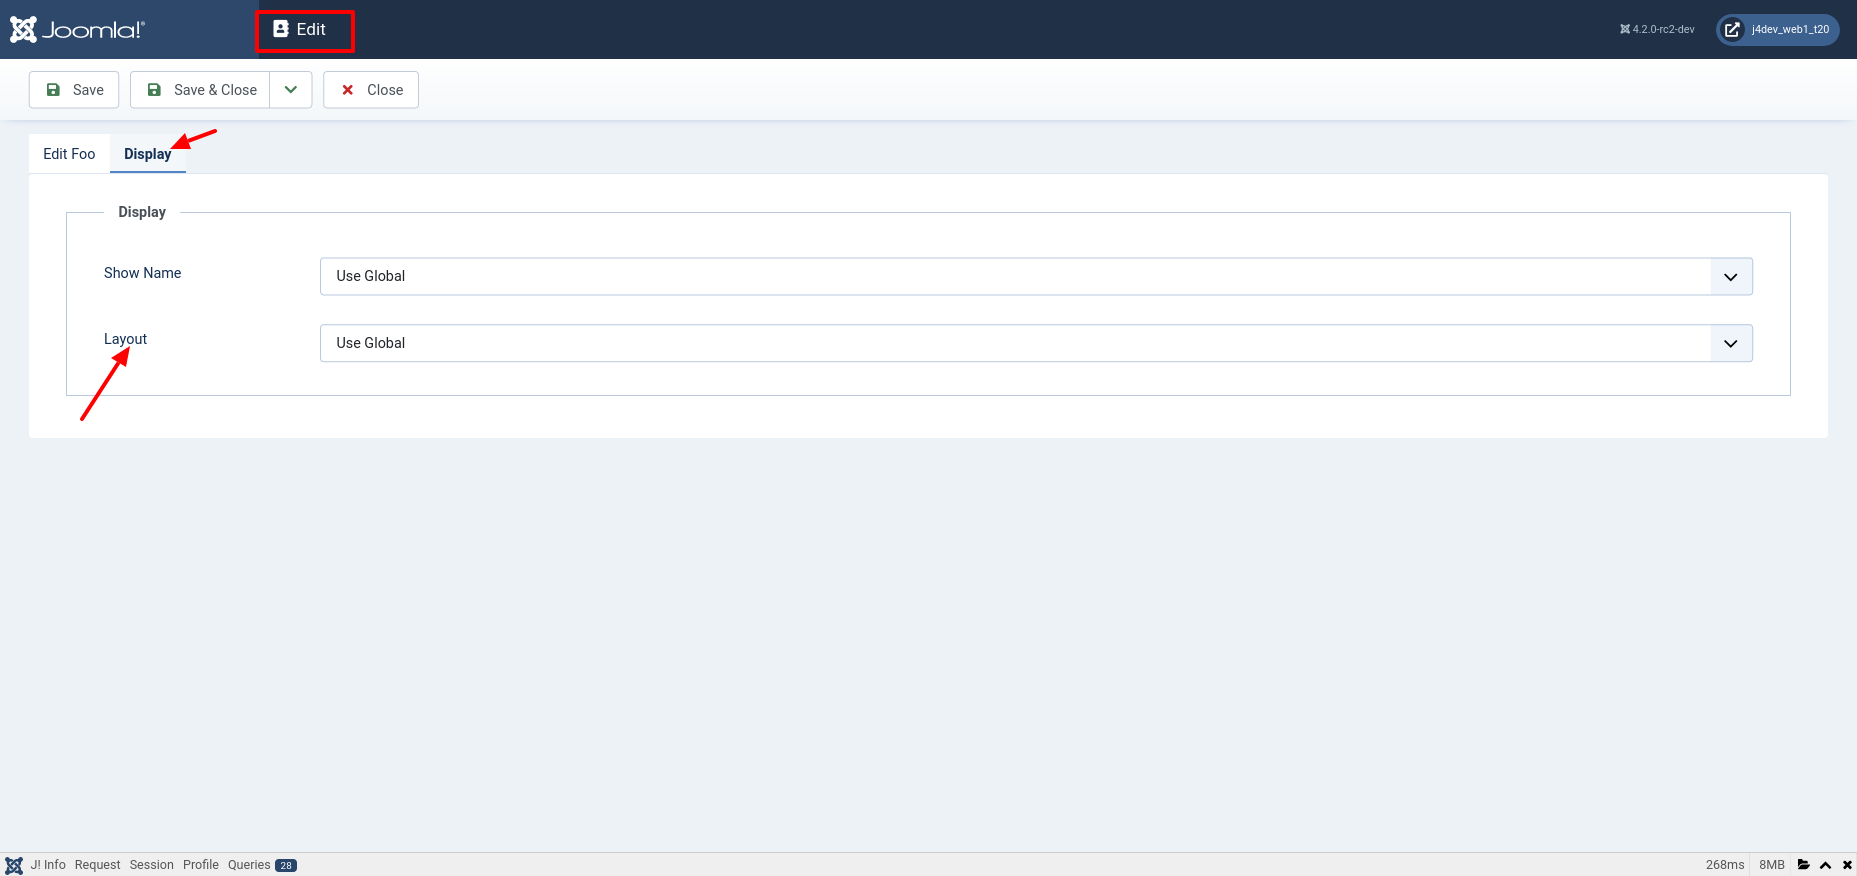 Joomla!®
Edit
4.2.0-rc2-dev
j4dev_web1_t20
Save
Save & Close
Close
Edit Foo
Display
Display
Show Name
Use Global
Layout
Use Global
J! Info Request Session Profile Queries 28
268ms 8MB